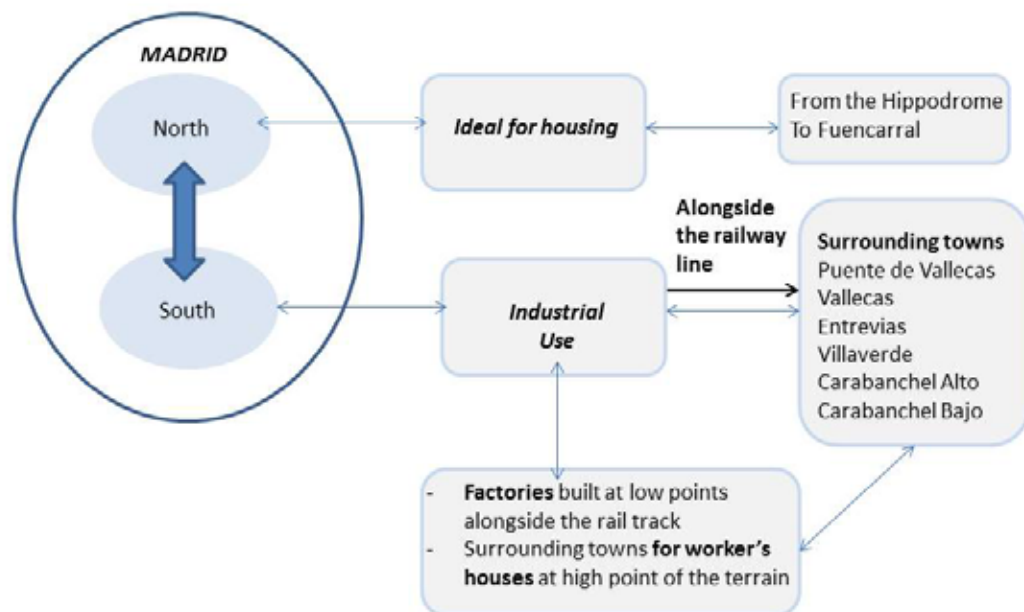 MADRID
North
South
Ideal for housing
From the Hippodrome
To Fuencarral
Industrial
Use
Alongside
the railway
line
Surrounding towns
Puente de Vallecas
Vallecas
Entrevias
Villaverde
Carabanchel Alto
Carabanchel Bajo
- Factories built at low points
alongside the rail track
- Surrounding towns for worker's
houses at high point of the terrain